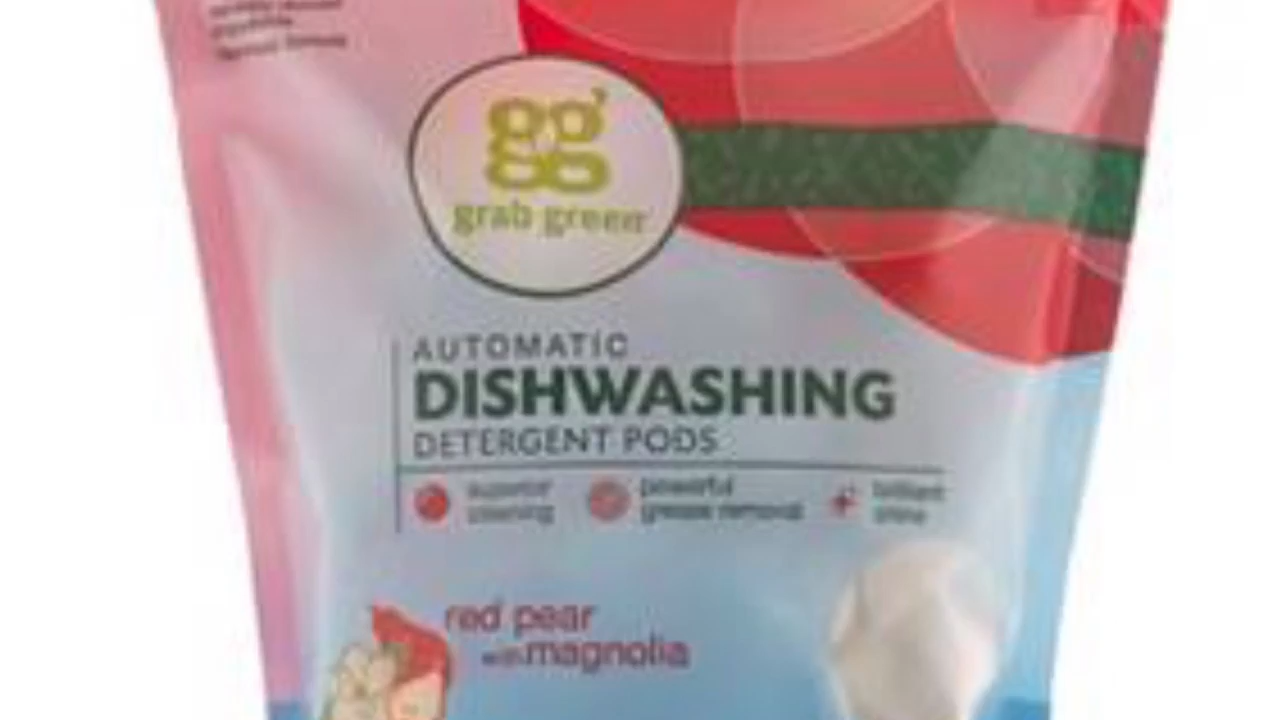 gg
grab green
AUTOMATIC
DISHWASHING
DETERGENT PODS
superior
cleaning
powerful
grease removal
brilliant
shine
red pear
with magnolia